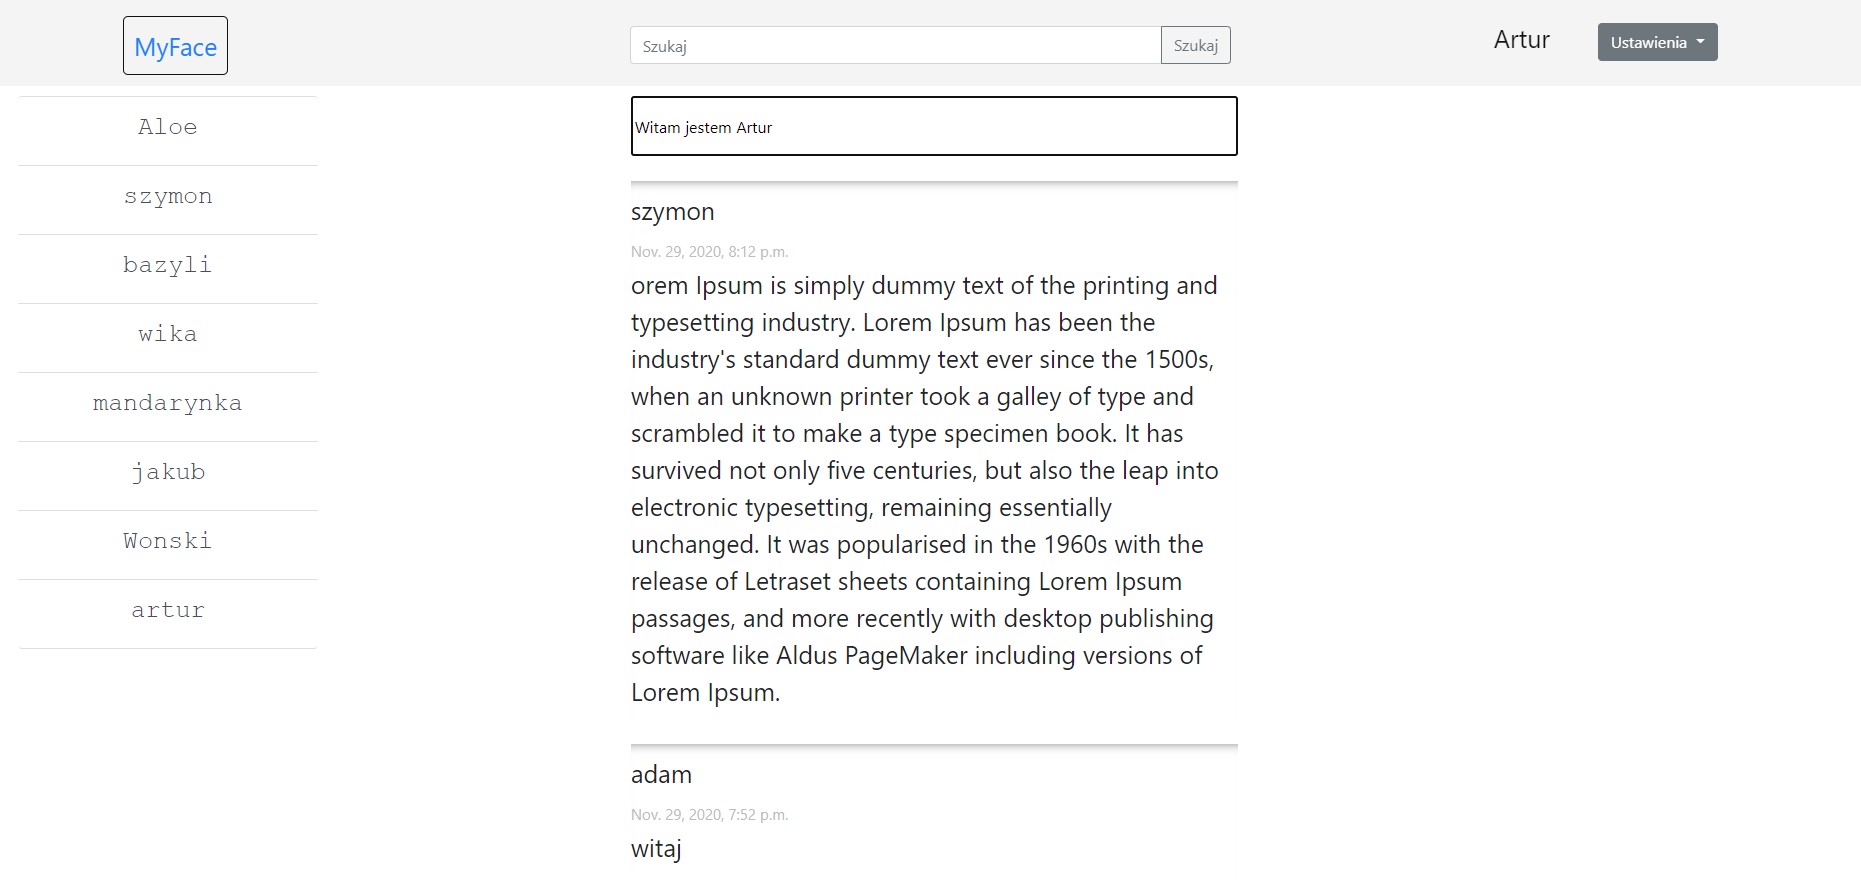 MyFace
Szukaj
Szukaj
Artur
Ustawienia
Aloe
szymon
bazyli
wika
mandarynka
jakub
Wonski
artur
Witam jestem Artur
szymon
Nov. 29, 2020, 8:12 p.m.
orem Ipsum is simply dummy text of the printing and
typesetting industry. Lorem Ipsum has been the
industry's standard dummy text ever since the 1500s,
when an unknown printer took a galley of type and
scrambled it to make a type specimen book. It has
survived not only five centuries, but also the leap into
electronic typesetting, remaining essentially
unchanged. It was popularised in the 1960s with the
release of Letraset sheets containing Lorem Ipsum
passages, and more recently with desktop publishing
software like Aldus PageMaker including versions of
Lorem Ipsum.
adam
Nov. 29, 2020, 7:52 p.m.
witaj